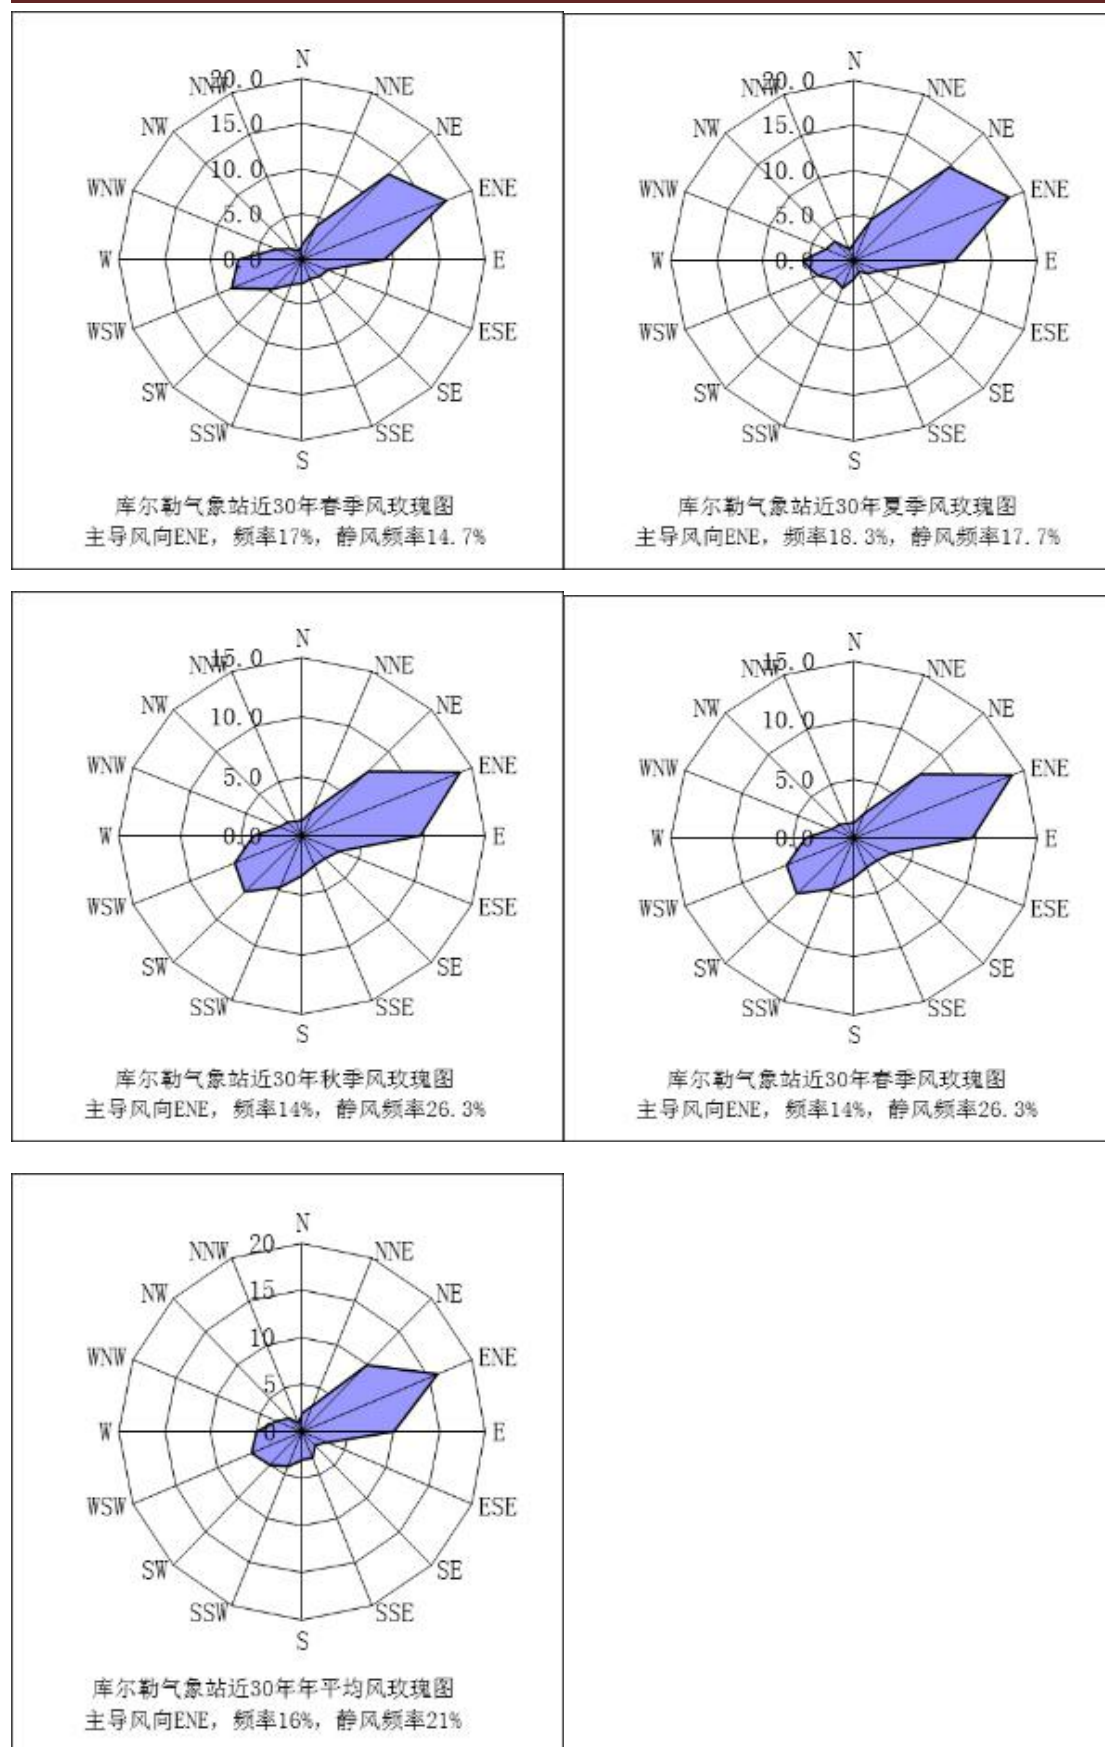 N
NNW
20.0
NNE
NW
15.0
NE
WNW
10.0
ENE
5.0
W
0.0
E
WSW
ESE
SW
SE
SSW
SSE
S
库尔勒气象站近30年春季风玫瑰图
主导风向ENE, 频率17%, 静风频率14.7%
N
NNW
20.0
NNE
NW
15.0
NE
WNW
10.0
ENE
5.0
W
0.0
E
WSW
ESE
SW
SE
SSW
SSE
S
库尔勒气象站近30年夏季风玫瑰图
主导风向ENE, 频率18.3%, 静风频率17.7%
N
NNW
15.0
NNE
NW
10.0
NE
WNW
5.0
ENE
W
0.0
E
WSW
ESE
SW
SE
SSW
SSE
S
库尔勒气象站近30年秋季风玫瑰图
主导风向ENE, 频率14%, 静风频率26.3%
N
NNW
15.0
NNE
NW
10.0
NE
WNW
5.0
ENE
W
0.0
E
WSW
ESE
SW
SE
SSW
SSE
S
库尔勒气象站近30年春季风玫瑰图
主导风向ENE, 频率14%, 静风频率26.3%
N
NNW
20
NNE
NW
15
NE
WNW
10
ENE
5
W
0
E
WSW
ESE
SW
SE
SSW
SSE
S
库尔勒气象站近30年年平均风玫瑰图
主导风向ENE, 频率16%, 静风频率21%